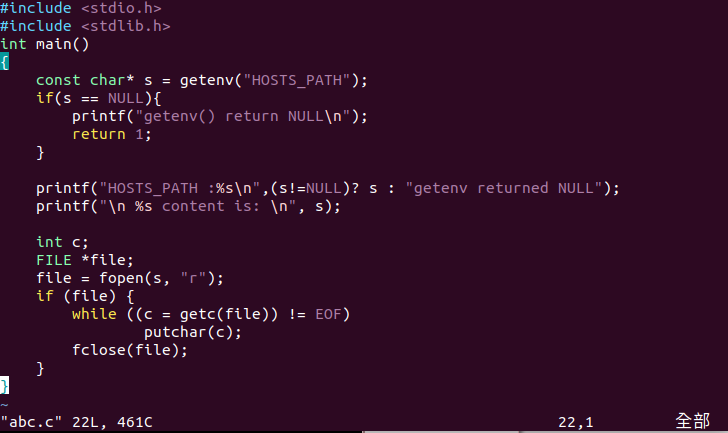 #include <stdio.h>
#include <stdlib.h>
int main()
{
    const char* s = getenv("HOSTS_PATH");
    if(s == NULL){
        printf("getenv() return NULL\n");
        return 1;
    }

    printf("HOSTS_PATH :%s\n",(s!=NULL)? s : "getenv returned NULL");
    printf("\n %s content is: \n", s);

    int c;
    FILE *file;
    file = fopen(s, "r");
    if (file) {
        while ((c = getc(file)) != EOF)
                putchar(c);
        fclose(file);
    }
}
~
"abc.c" 22L, 461C 22,1 全部